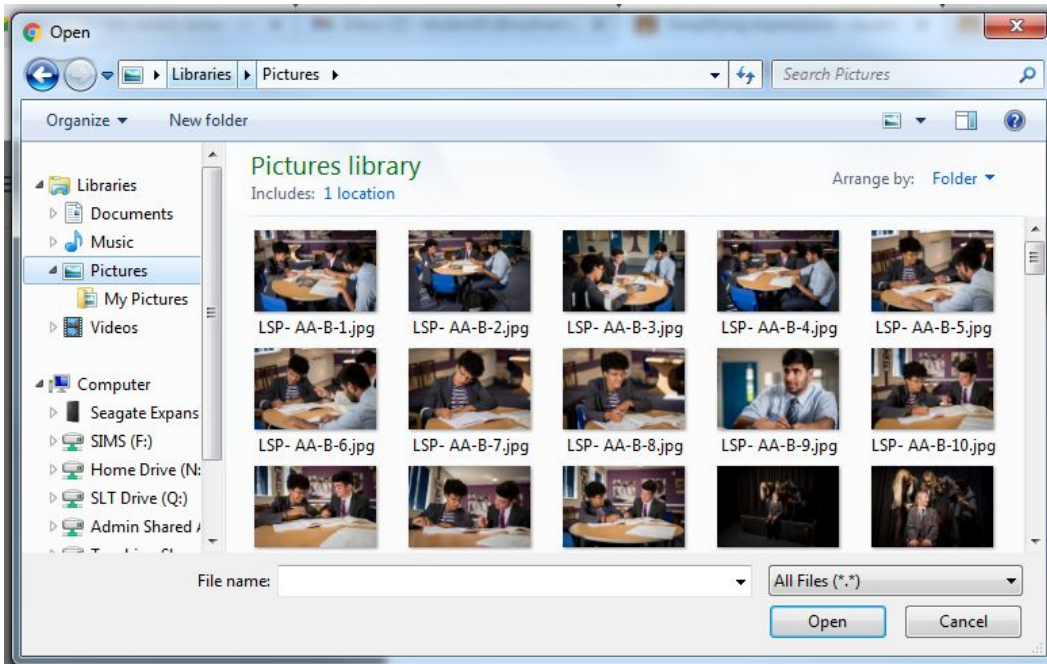 Open
Libraries
Pictures
Search Pictures
Organize
New folder
Pictures library
Includes: 1 location
Arrange by: Folder
Libraries
Documents
Music
Pictures
My Pictures
Videos
Computer
Seagate Expans
SIMS (F:)
Home Drive (N:
SLT Drive (Q:)
Admin Shared
LSP- AA-B-1.jpg
LSP- AA-B-2.jpg
LSP- AA-B-3.jpg
LSP- AA-B-4.jpg
LSP- AA-B-5.jpg
LSP- AA-B-6.jpg
LSP- AA-B-7.jpg
LSP- AA-B-8.jpg
LSP- AA-B-9.jpg
LSP- AA-B-10.jpg
File name:
All Files (*.*)
Open
Cancel